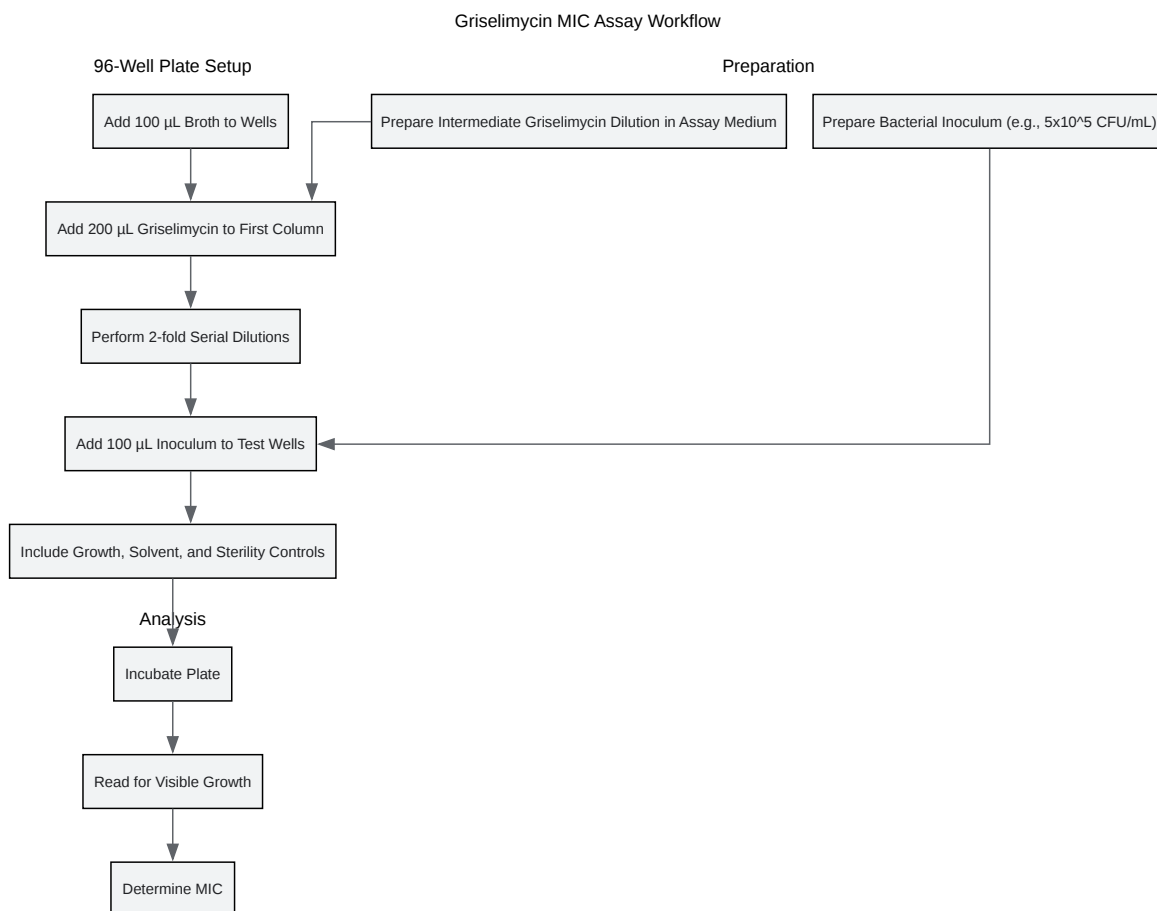 Griselimycin MIC Assay Workflow
96-Well Plate Setup
Preparation
Add 100 µL Broth to Wells
Prepare Intermediate Griselimycin Dilution in Assay Medium
Prepare Bacterial Inoculum (e.g., 5x10^5 CFU/mL)
Add 200 µL Griselimycin to First Column
Perform 2-fold Serial Dilutions
Add 100 µL Inoculum to Test Wells
Include Growth, Solvent, and Sterility Controls
Analysis
Incubate Plate
Read for Visible Growth
Determine MIC